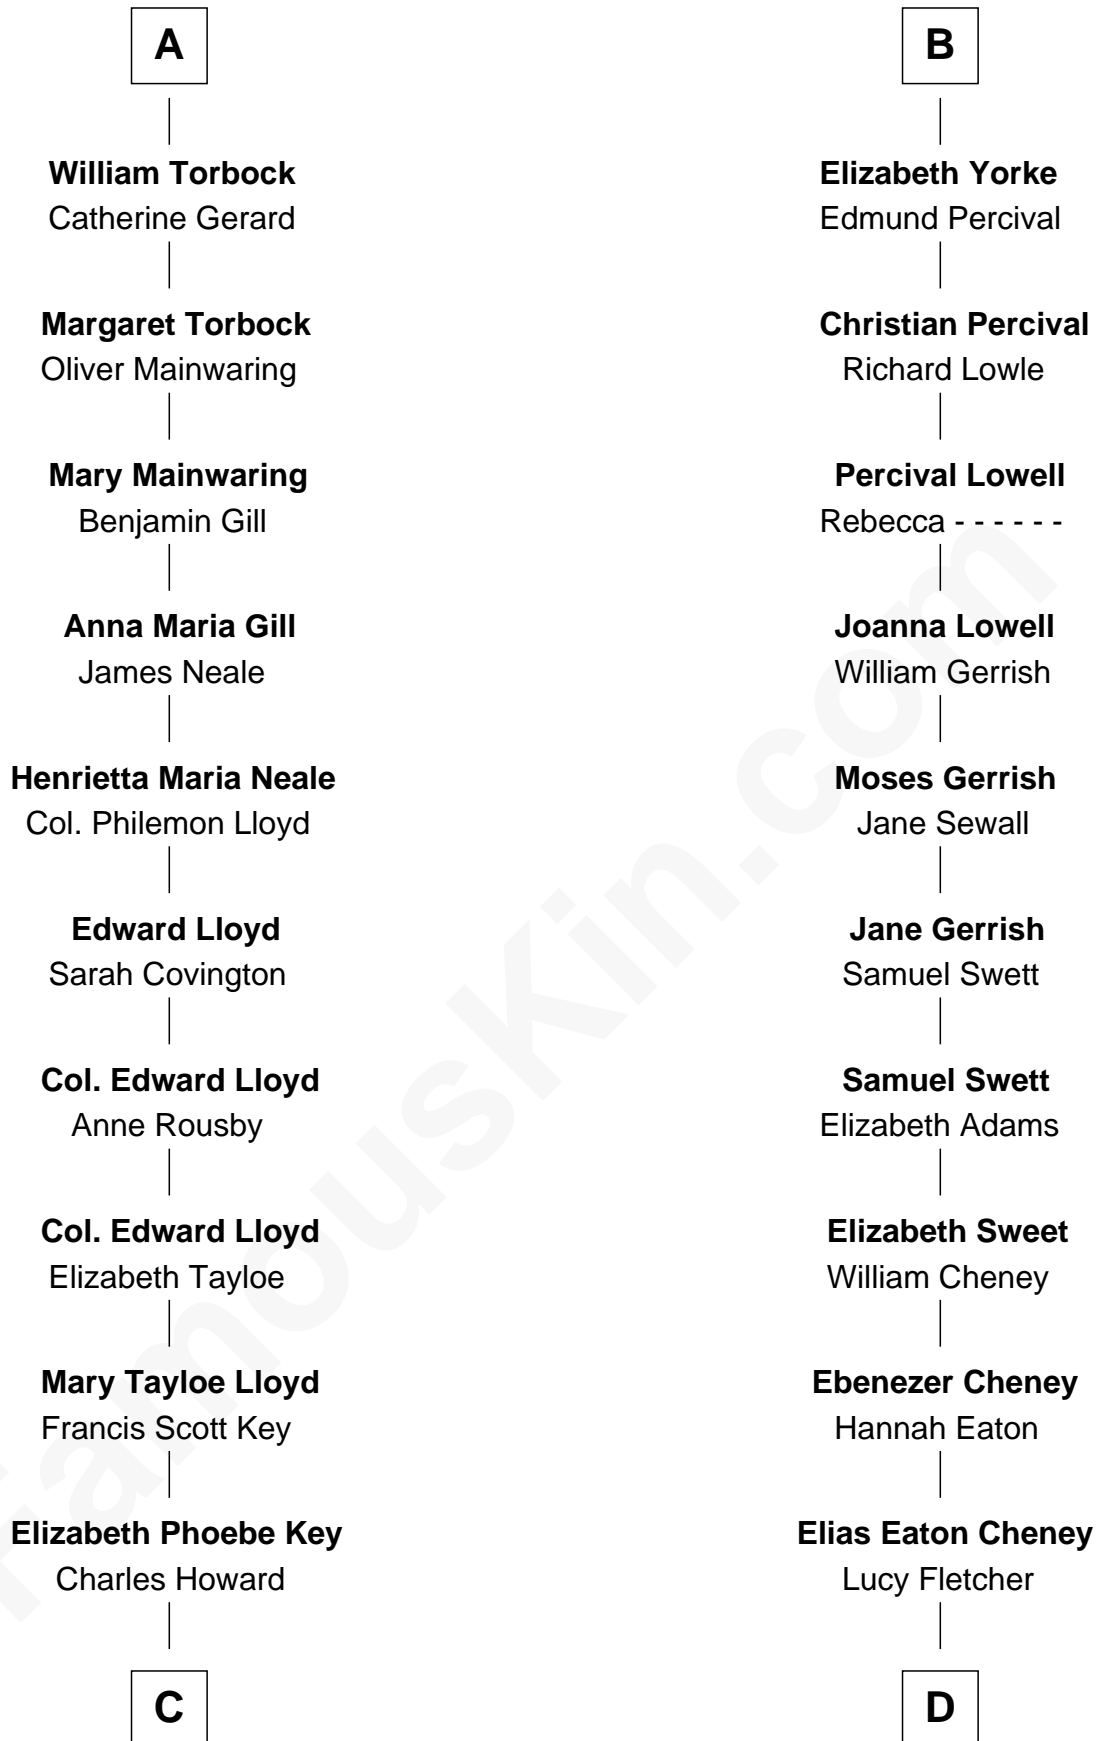 A
William Torbock
Catherine Gerard
Margaret Torbock
Oliver Mainwaring
Mary Mainwaring
Benjamin Gill
Anna Maria Gill
James Neale
Henrietta Maria Neale
Col. Philemon Lloyd
Edward Lloyd
Sarah Covington
Col. Edward Lloyd
Anne Rousby
Col. Edward Lloyd
Elizabeth Tayloe
Mary Tayloe Lloyd
Francis Scott Key
Elizabeth Phoebe Key
Charles Howard
C
B
Elizabeth Yorke
Edmund Percival
Christian Percival
Richard Lowle
Percival Lowell
Rebecca - - - - - -
Joanna Lowell
William Gerrish
Moses Gerrish
Jane Sewall
Jane Gerrish
Samuel Swett
Samuel Swett
Elizabeth Adams
Elizabeth Sweet
William Cheney
Ebenezer Cheney
Hannah Eaton
Elias Eaton Cheney
Lucy Fletcher
D
FamousKin.com